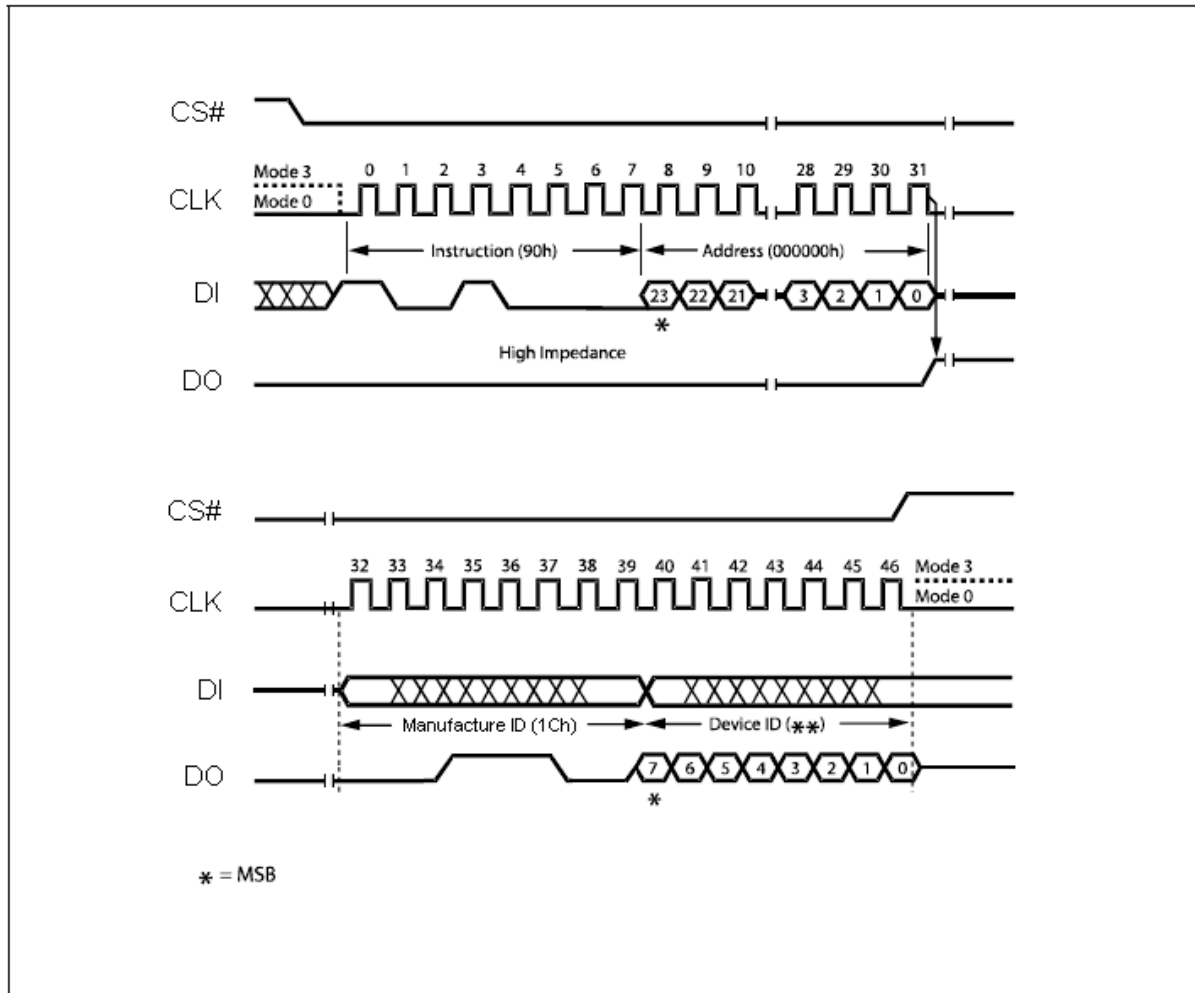 CS#
Mode 3
0 1 2 3 4 5 6 7 8 9 10 28 29 30 31
CLK
Mode 0
Instruction (90h) Address (000000h)
DI
23 22 21 3 2 1 0
*
High Impedance
DO
CS#
32 33 34 35 36 37 38 39 40 41 42 43 44 45 46
Mode 3
CLK
Mode 0
DI
Manufacture ID (1Ch) Device ID (**)
DO
7 6 5 4 3 2 1 0
*
* = MSB